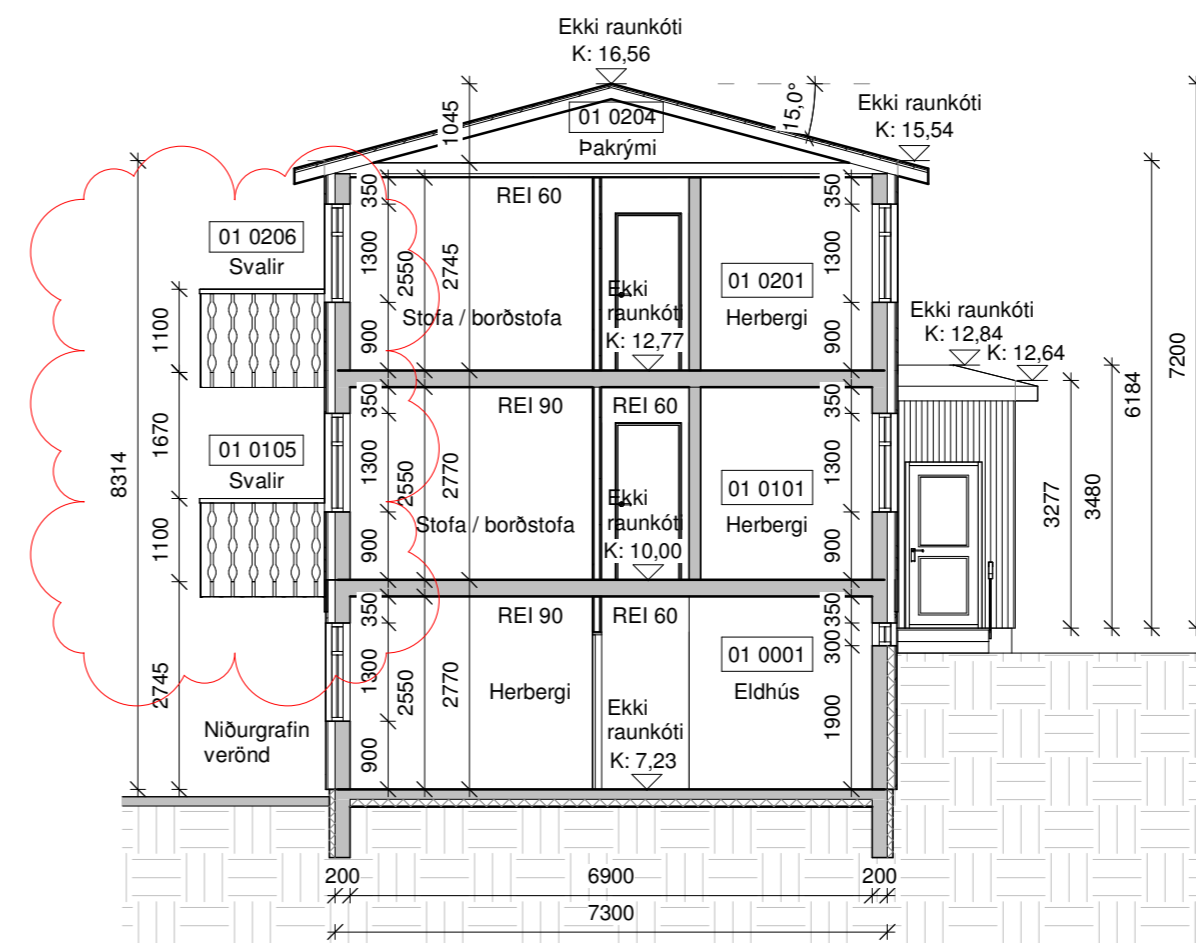 Ekki raunkóti
K: 16,56
1045
01 0204
Þakrými
15,0°
Ekki raunkóti
K: 15,54
350
REI 60
350
01 0206
Svalir
1300
2550
2745
1300
01 0201
Herbergi
Stofa / borðstofa
Ekki
raunkóti
K: 12,77
Ekki raunkóti
K: 12,84
K: 12,64
1100
900
900
7200
6184
350
REI 90
REI 60
350
1670
01 0105
Svalir
8314
1300
2550
2770
1300
01 0101
Herbergi
Stofa / borðstofa
Ekki
raunkóti
K: 10,00
3277
3480
1100
900
900
350
REI 90
REI 60
350
300
01 0001
Eldhús
2745
1300
2550
2770
Herbergi
1900
Niðurgrafin
verönd
Ekki
raunkóti
K: 7,23
900
200
6900
200
7300